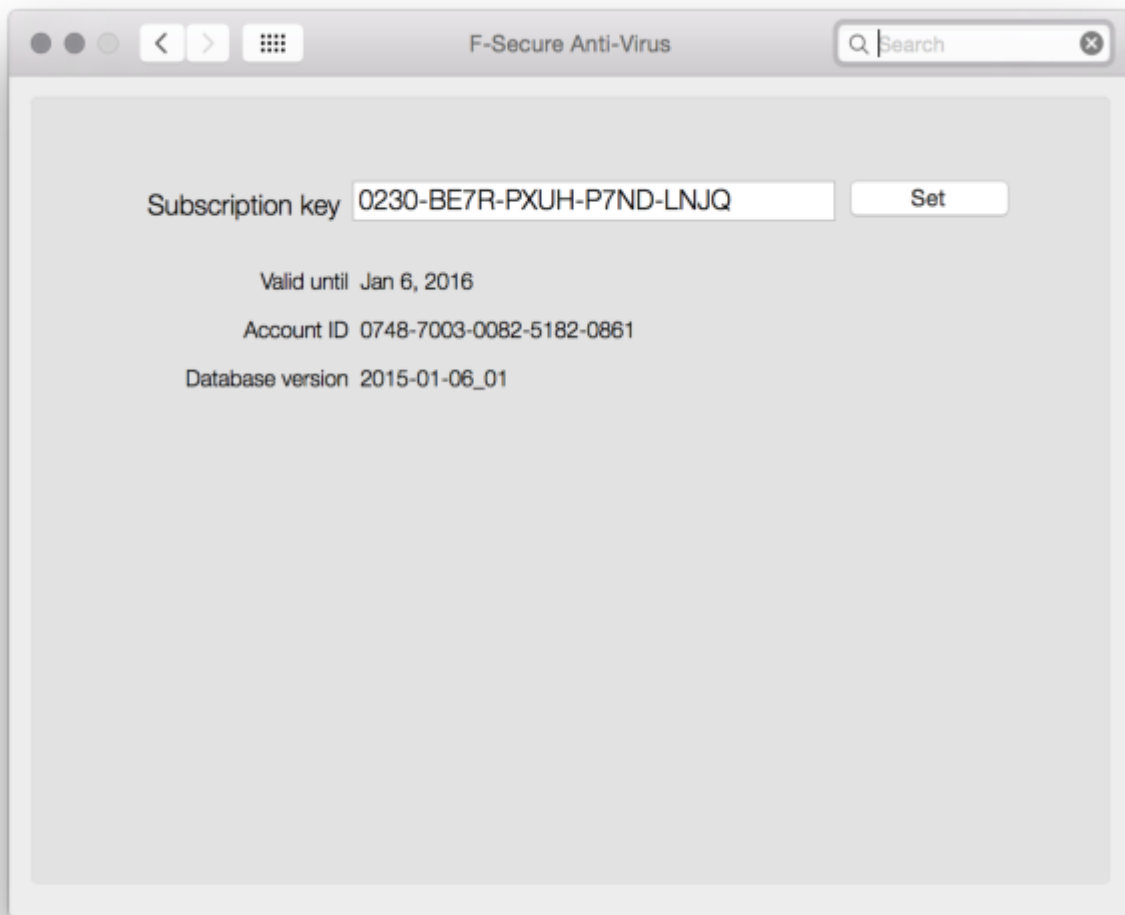 F-Secure Anti-Virus
Search
Subscription key 0230-BE7R-PXUH-P7ND-LNJQ Set
Valid until Jan 6, 2016
Account ID 0748-7003-0082-5182-0861
Database version 2015-01-06_01